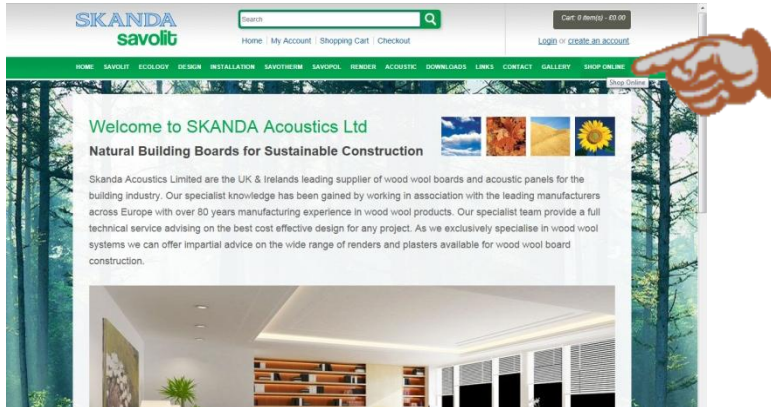 SKANDA
savolit
Search
Cart: 0 item(s) - £0.00
Home | My Account | Shopping Cart | Checkout
Login or create an account
HOME SAVOLIT ECOLOGY DESIGN INSTALLATION SAVOTHERM SAVOPOL RENDER ACOUSTIC DOWNLOADS LINKS CONTACT GALLERY SHOP ONLINE
Shop Online
Welcome to SKANDA Acoustics Ltd
Natural Building Boards for Sustainable Construction
Skanda Acoustics Limited are the UK & Irelands leading supplier of wood wool boards and acoustic panels for the
building industry. Our specialist knowledge has been gained by working in association with the leading manufacturers
across Europe with over 80 years manufacturing experience in wood wool products. Our specialist team provide a full
technical service advising on the best cost effective design for any project. As we exclusively specialise in wood wool
systems we can offer impartial advice on the wide range of renders and plasters available for wood wool board
construction.